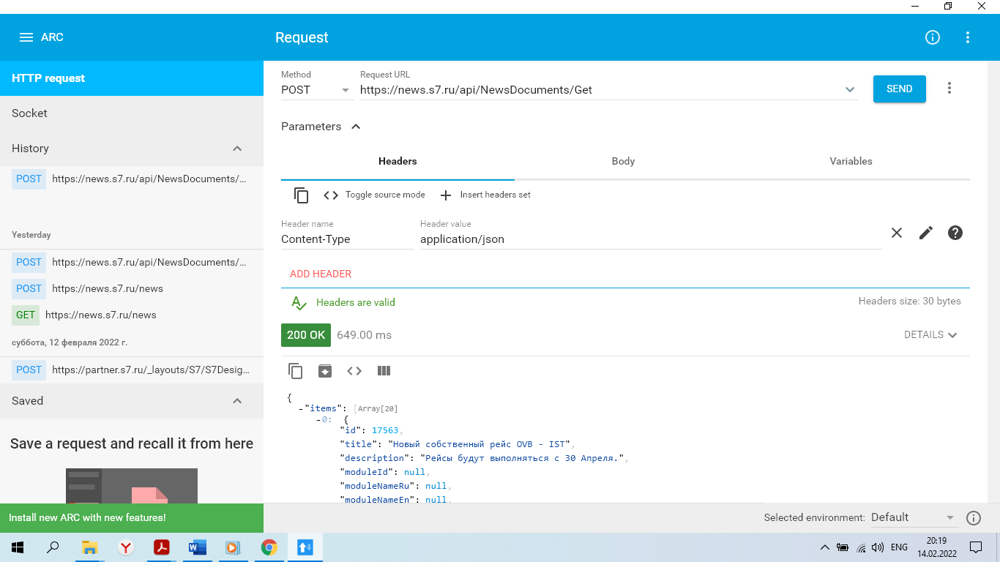 ARC
Request
HTTP request
Socket
History
POST https://news.s7.ru/api/NewsDocuments/...
Yesterday
POST https://news.s7.ru/api/NewsDocuments/...
POST https://news.s7.ru/news
GET https://news.s7.ru/news
суббота, 12 февраля 2022 г.
POST https://partner.s7.ru/_layouts/S7/S7Desig...
Saved
Save a request and recall it from here
Install new ARC with new features!
Method
POST
Request URL
https://news.s7.ru/api/NewsDocuments/Get
SEND
Parameters
Headers Body Variables
Toggle source mode Insert headers set
Header name
Content-Type
Header value
application/json
ADD HEADER
Headers are valid
Headers size: 30 bytes
200 OK 649.00 ms
DETAILS
{
-"items": [Array[20]
-0: {
"id": 17563,
"title": "Новый собственный рейс OVB - IST",
"description": "Рейсы будут выполняться с 30 Апреля.",
"moduleId": null,
"moduleNameRu": null,
"moduleNameEn": null,
Selected environment: Default
ENG
20:19
14.02.2022